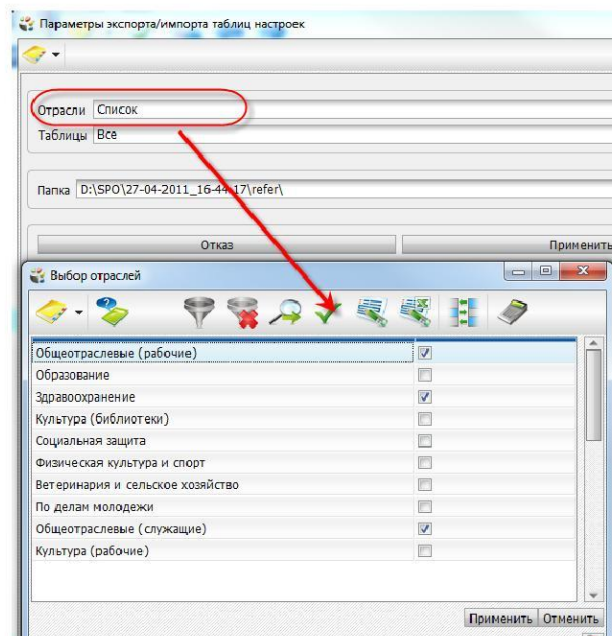 Параметры экспорта/импорта таблиц настроек
Отрасли Список
Таблицы Все
Папка D:\SPO\27-04-2011_16-44-17\refer\
Отказ Применить
Выбор отраслей
Общеотраслевые (рабочие)
Образование
Здравоохранение
Культура (библиотеки)
Социальная защита
Физическая культура и спорт
Ветеринария и сельское хозяйство
По делам молодежи
Общеотраслевые (служащие)
Культура (рабочие)
Применить Отменить